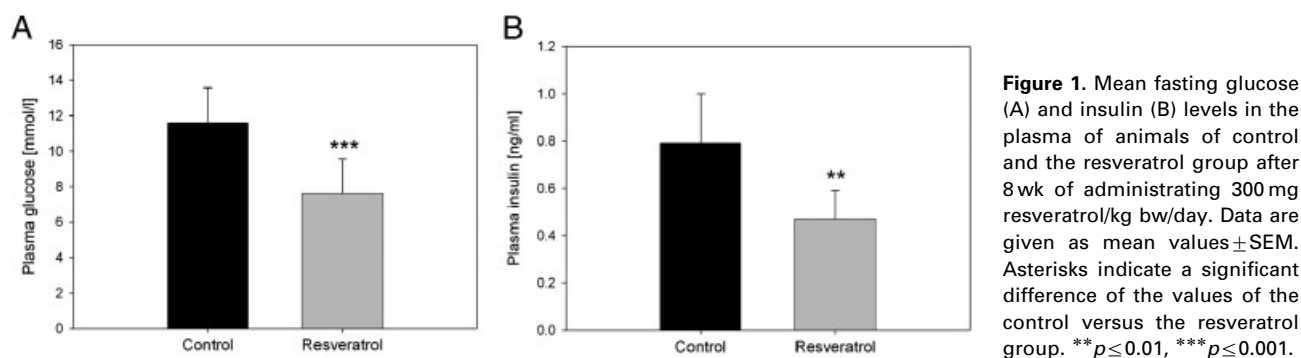 A
Plasma glucose [mmol/l]
16
14
12
10
8
6
4
2
0
***
Control
Resveratrol
B
Plasma insulin [ng/ml]
1.2
1.0
0.8
0.6
0.4
0.2
0.0
**
Control
Resveratrol
Figure 1. Mean fasting glucose
(A) and insulin (B) levels in the
plasma of animals of control
and the resveratrol group after
8 wk of administrating 300 mg
resveratrol/kg bw/day. Data are
given as mean values ± SEM.
Asterisks indicate a significant
difference of the values of the
control versus the resveratrol
group. **p≤0.01, ***p≤0.001.